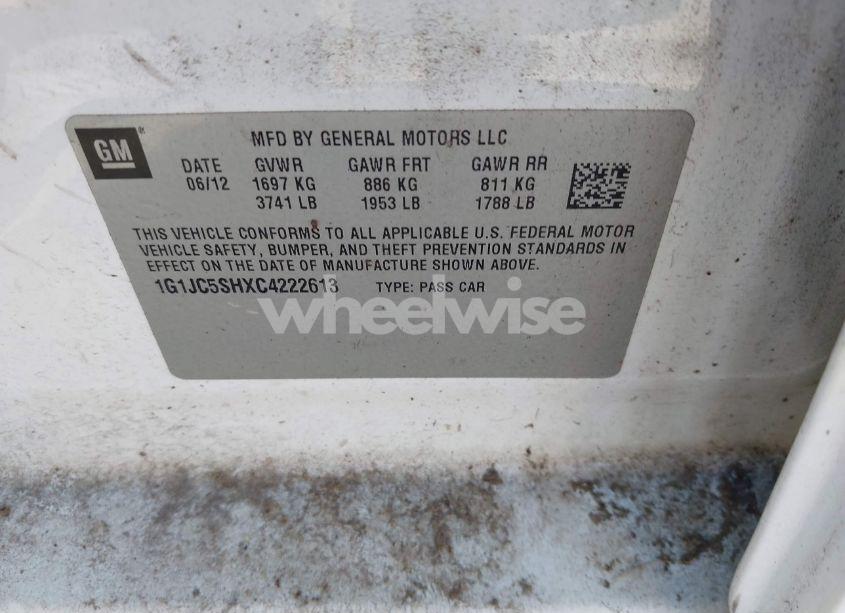 GM
MFD BY GENERAL MOTORS LLC
DATE GVWR GAWR FRT GAWR RR
06/12 1697 KG 886 KG 811 KG
3741 LB 1953 LB 1788 LB
THIS VEHICLE CONFORMS TO ALL APPLICABLE U.S. FEDERAL MOTOR
VEHICLE SAFETY, BUMPER, AND THEFT PREVENTION STANDARDS IN
EFFECT ON THE DATE OF MANUFACTURE SHOWN ABOVE.
1G1JC5SHXC4222613 TYPE: PASS CAR
wheelwise